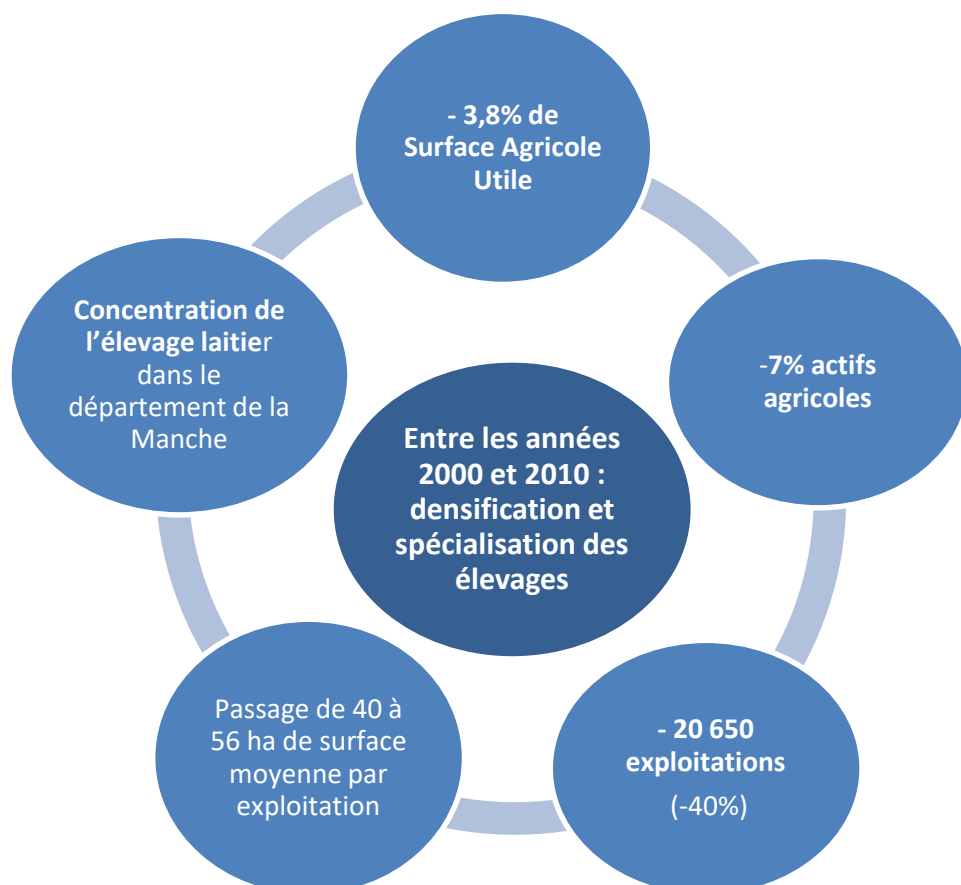 - 3,8% de
Surface Agricole
Utile
-7% actifs
agricoles
- 20 650
exploitations
(-40%)
Passage de 40 à
56 ha de surface
moyenne par
exploitation
Concentration de
l’élevage laitier
dans le
département de la
Manche
Entre les années
2000 et 2010 :
densification et
spécialisation des
élevages